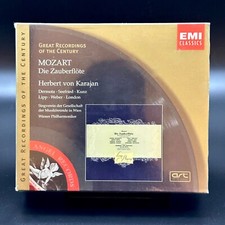 GREAT RECORDINGS
OF THE CENTURY
EMI
CLASSICS
MOZART
Die Zauberflöte
Herbert von Karajan
Dermota · Seefried · Kunz
Lipp · Weber · London
Singverein der Gesellschaft
der Musikfreunde in Wien
Wiener Philharmoniker
GREAT RECORDINGS OF THE CENTURY
art